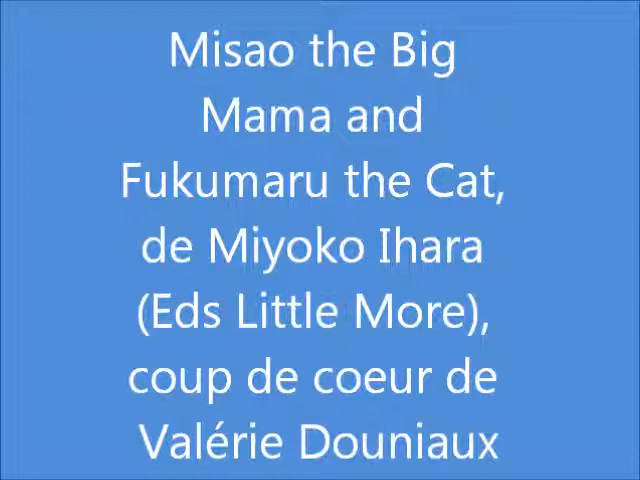 Misao the Big
Mama and
Fukumaru the Cat,
de Miyoko Ihara
(Eds Little More),
coup de coeur de
Valérie Douniaux